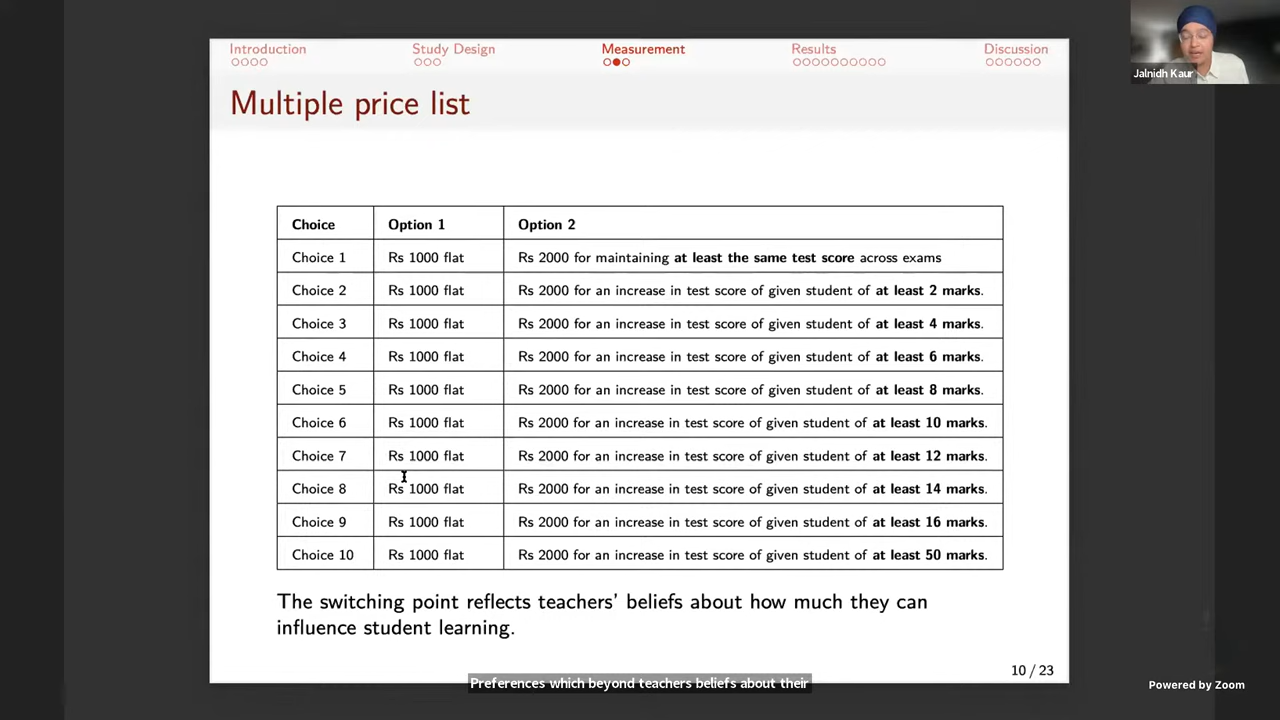 Introduction Study Design Measurement Results Discussion
Jalnidh Kaur
Multiple price list
Choice Option 1 Option 2
Choice 1 Rs 1000 flat Rs 2000 for maintaining at least the same test score across exams
Choice 2 Rs 1000 flat Rs 2000 for an increase in test score of given student of at least 2 marks.
Choice 3 Rs 1000 flat Rs 2000 for an increase in test score of given student of at least 4 marks.
Choice 4 Rs 1000 flat Rs 2000 for an increase in test score of given student of at least 6 marks.
Choice 5 Rs 1000 flat Rs 2000 for an increase in test score of given student of at least 8 marks.
Choice 6 Rs 1000 flat Rs 2000 for an increase in test score of given student of at least 10 marks.
Choice 7 Rs 1000 flat Rs 2000 for an increase in test score of given student of at least 12 marks.
Choice 8 Rs 1000 flat Rs 2000 for an increase in test score of given student of at least 14 marks.
Choice 9 Rs 1000 flat Rs 2000 for an increase in test score of given student of at least 16 marks.
Choice 10 Rs 1000 flat Rs 2000 for an increase in test score of given student of at least 50 marks.
The switching point reflects teachers' beliefs about how much they can
influence student learning.
10 / 23
Preferences which beyond teachers beliefs about their
Powered by Zoom